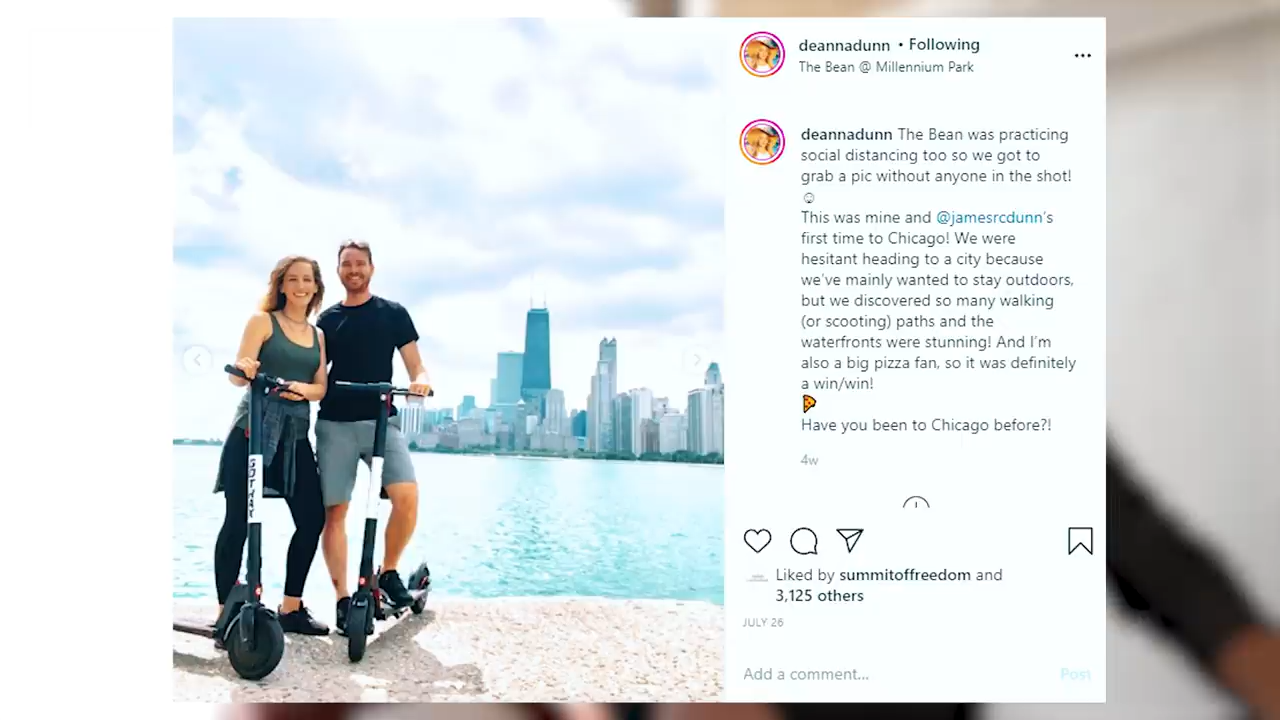 deannadunn • Following
The Bean @ Millennium Park
deannadunn The Bean was practicing
social distancing too so we got to
grab a pic without anyone in the shot!
☺
This was mine and @jamesrcdunn's
first time to Chicago! We were
hesitant heading to a city because
we've mainly wanted to stay outdoors,
but we discovered so many walking
(or scooting) paths and the
waterfronts were stunning! And I'm
also a big pizza fan, so it was definitely
a win/win!
🍕
Have you been to Chicago before?!
4w
Liked by summitoffreedom and
3,125 others
JULY 26
Add a comment...
Post
GOTRAX